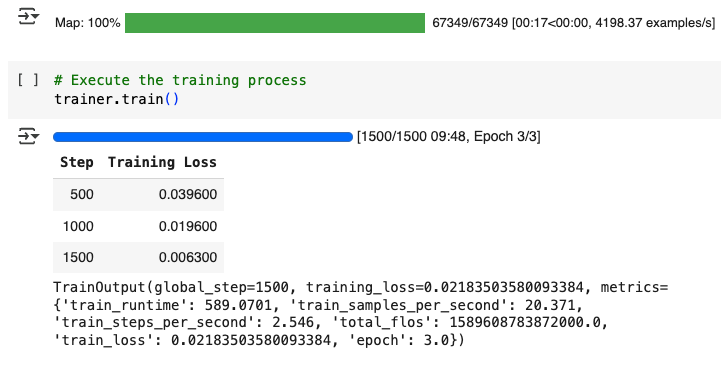 Map: 100% 67349/67349 [00:17<00:00, 4198.37 examples/s]
[ ] # Execute the training process
trainer.train()
[1500/1500 09:48, Epoch 3/3]
Step Training Loss
500 0.039600
1000 0.019600
1500 0.006300
TrainOutput(global_step=1500, training_loss=0.02183503580093384, metrics=
{'train_runtime': 589.0701, 'train_samples_per_second': 20.371,
'train_steps_per_second': 2.546, 'total_flos': 1589608783872000.0,
'train_loss': 0.02183503580093384, 'epoch': 3.0})